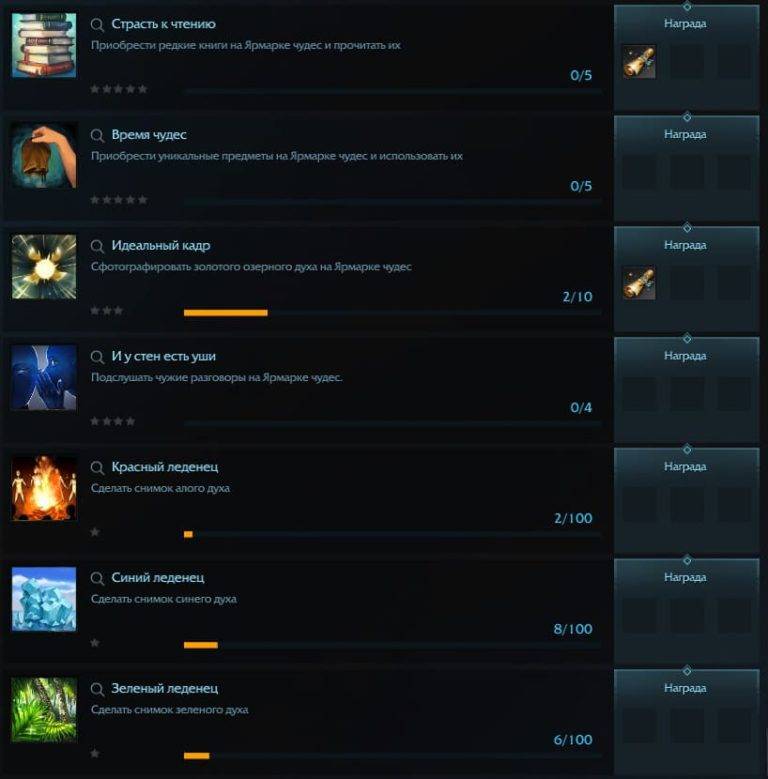 Страсть к чтению
Награда
Приобрести редкие книги на Ярмарке чудес и прочитать их
0/5
Время чудес
Награда
Приобрести уникальные предметы на Ярмарке чудес и использовать их
0/5
Идеальный кадр
Награда
Сфотографировать золотого озерного духа на Ярмарке чудес
2/10
И у стен есть уши
Награда
Подслушать чужие разговоры на Ярмарке чудес.
0/4
Красный леденец
Награда
Сделать снимок алого духа
2/100
Синий леденец
Награда
Сделать снимок синего духа
8/100
Зеленый леденец
Награда
Сделать снимок зеленого духа
6/100